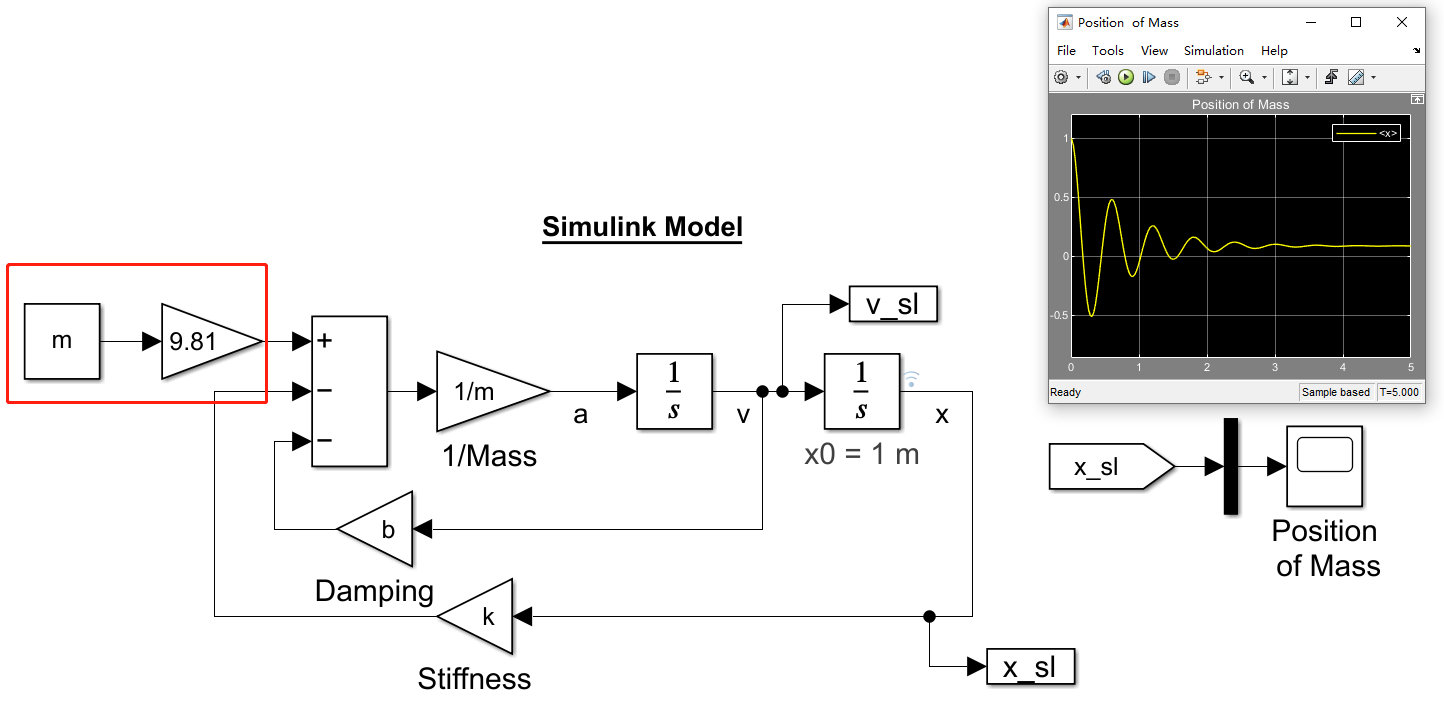 Position of Mass
File Tools View Simulation Help
Position of Mass
<x>
1
0.5
0
-0.5
0 1 2 3 4 5
Ready Sample based T=5.000
Simulink Model
m
9.81
+
−
−
1/m
1/Mass
a
1
s
v
v_sl
1
s
x0 = 1 m
x
b
Damping
k
Stiffness
x_sl
x_sl
Position
of Mass